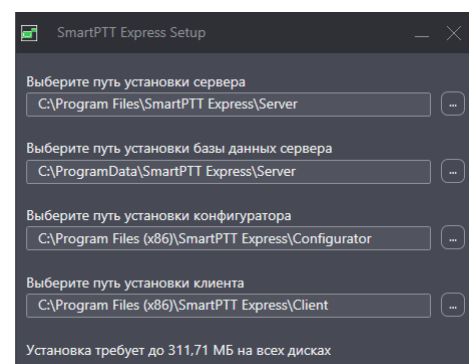 SmartPTT Express Setup
Выберите путь установки сервера
C:\Program Files\SmartPTT Express\Server
...
Выберите путь установки базы данных сервера
C:\ProgramData\SmartPTT Express\Server
...
Выберите путь установки конфигуратора
C:\Program Files (x86)\SmartPTT Express\Configurator
...
Выберите путь установки клиента
C:\Program Files (x86)\SmartPTT Express\Client
...
Установка требует до 311,71 МБ на всех дисках